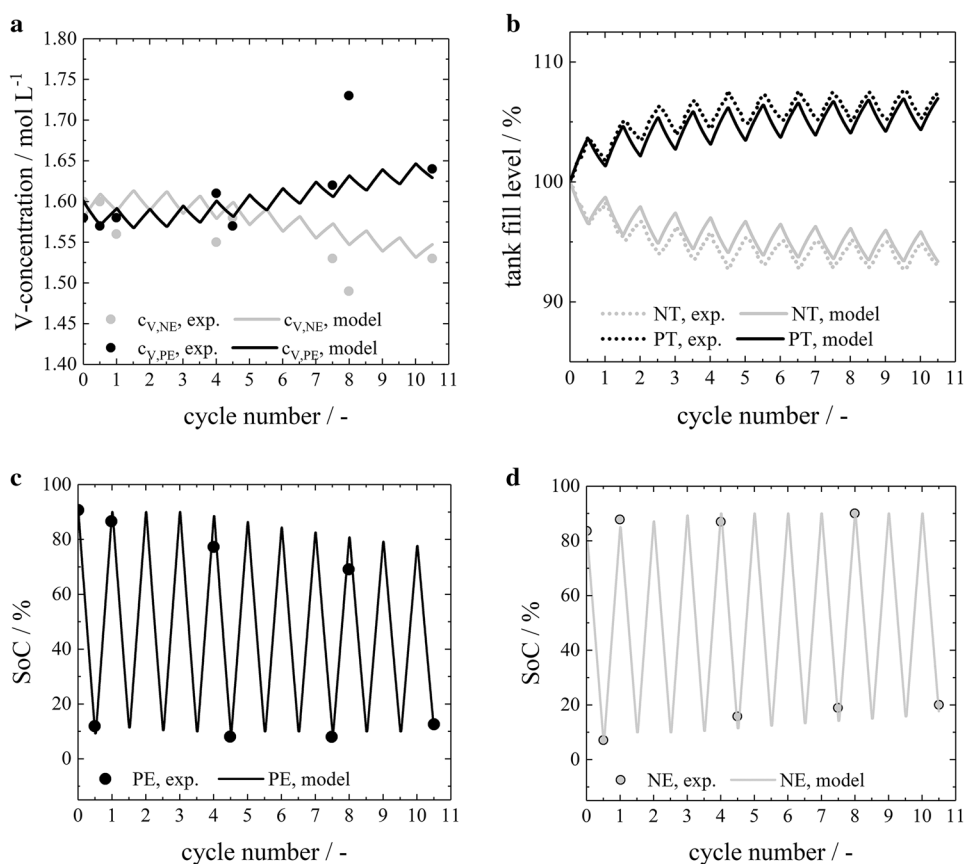 a
V-concentration / mol L⁻¹
1.80
1.75
1.70
1.65
1.60
1.55
1.50
1.45
1.40
c_V,NE, exp. c_V,NE, model
c_V,PE, exp. c_V,PE, model
0 1 2 3 4 5 6 7 8 9 10 11
cycle number / -
b
tank fill level / %
110
100
90
NT, exp. NT, model
PT, exp. PT, model
0 1 2 3 4 5 6 7 8 9 10 11
cycle number / -
c
SoC / %
100
80
60
40
20
0
PE, exp. PE, model
0 1 2 3 4 5 6 7 8 9 10 11
cycle number / -
d
SoC / %
100
80
60
40
20
0
NE, exp. NE, model
0 1 2 3 4 5 6 7 8 9 10 11
cycle number / -